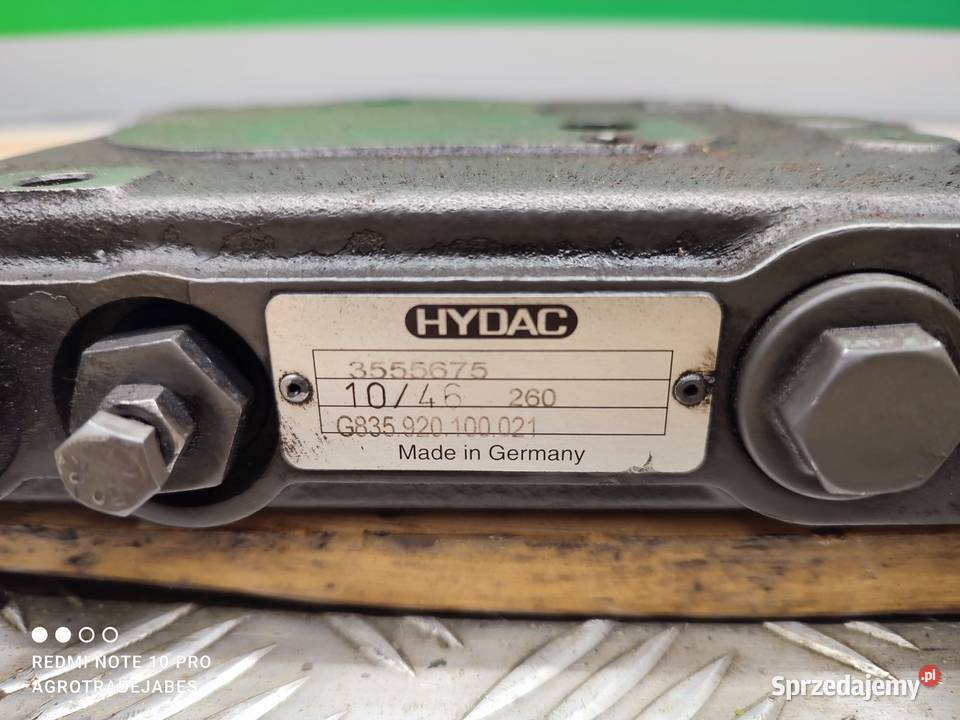 HYDAC
3555675
10/46 260
G835.920.100.021
Made in Germany
REDMI NOTE 10 PRO
AGROTRADEJABES
Sprzedajemy.pl